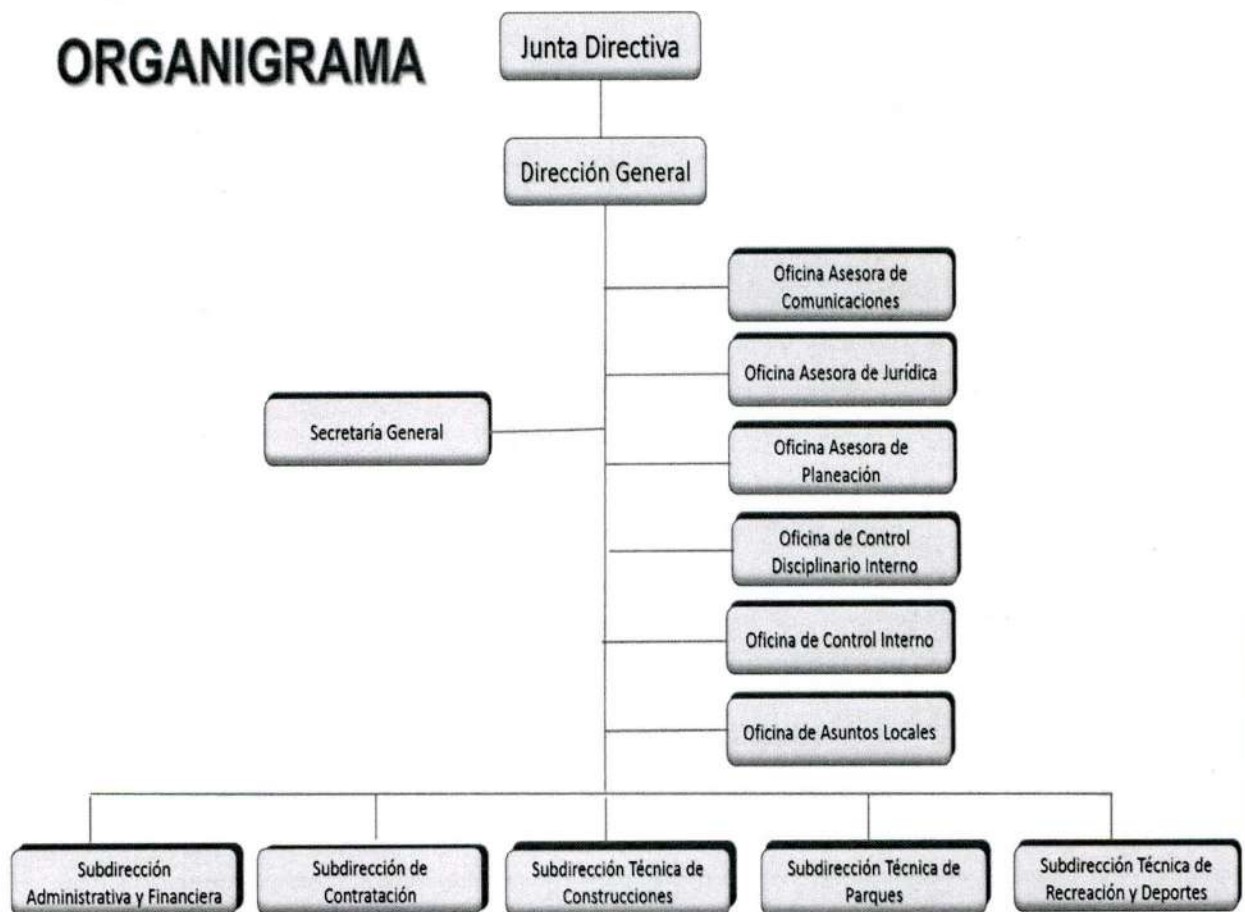 ORGANIGRAMA
Junta Directiva
Dirección General
Oficina Asesora de
Comunicaciones
Oficina Asesora de Jurídica
Secretaría General
Oficina Asesora de
Planeación
Oficina de Control
Disciplinario Interno
Oficina de Control Interno
Oficina de Asuntos Locales
Subdirección
Administrativa y Financiera
Subdirección de
Contratación
Subdirección Técnica de
Construcciones
Subdirección Técnica de
Parques
Subdirección Técnica de
Recreación y Deportes